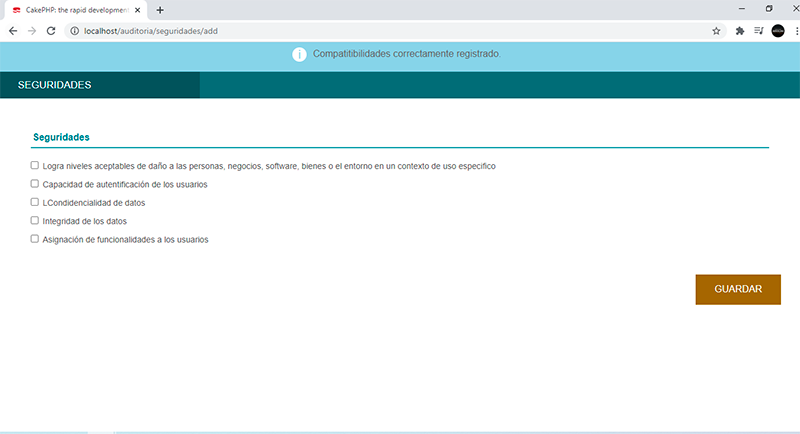 CakePHP: the rapid development
localhost/auditoria/seguridades/add
Compatitibilidades correctamente registrado.
SEGURIDADES
Seguridades
Logra niveles aceptables de daño a las personas, negocios, software, bienes o el entorno en un contexto de uso especifico
Capacidad de autentificación de los usuarios
LCondidencialidad de datos
Integridad de los datos
Asignación de funcionalidades a los usuarios
GUARDAR